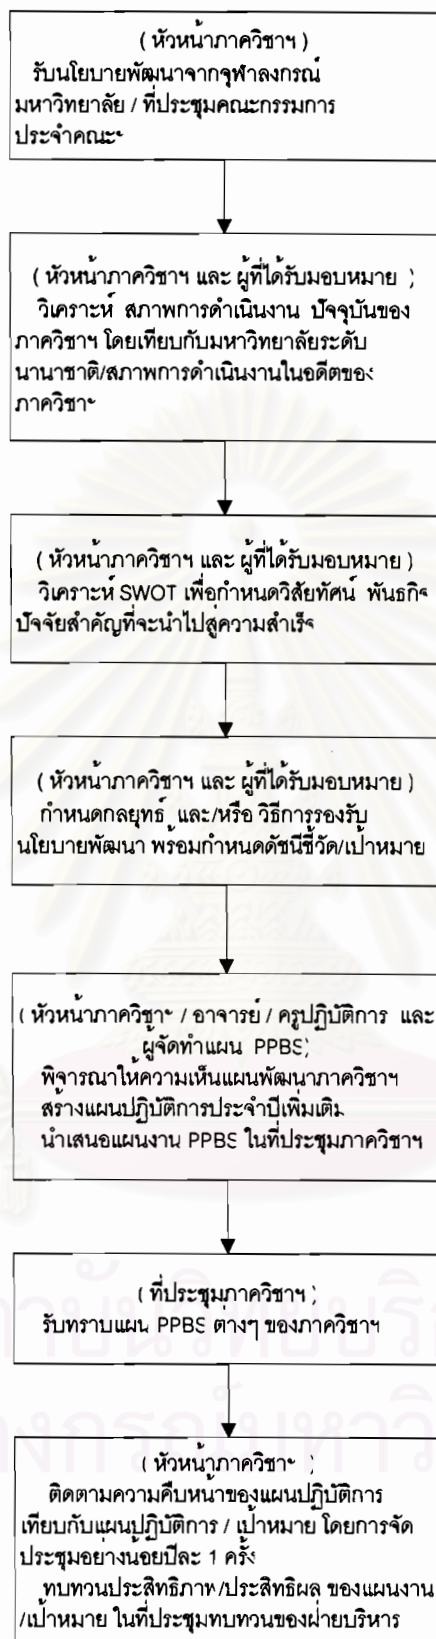 ( หัวหน้าภาควิชาฯ )
รับนโยบายพัฒนาจากจุฬาลงกรณ์
มหาวิทยาลัย / ที่ประชุมคณะกรรมการ
ประจำคณะฯ
( หัวหน้าภาควิชาฯ และ ผู้ที่ได้รับมอบหมาย )
วิเคราะห์ สภาพการดำเนินงาน ปัจจุบันของ
ภาควิชาฯ โดยเทียบกับมหาวิทยาลัยระดับ
นานาชาติ/สภาพการดำเนินงานในอดีตของ
ภาควิชาฯ
( หัวหน้าภาควิชาฯ และ ผู้ที่ได้รับมอบหมาย )
วิเคราะห์ SWOT เพื่อกำหนดวิสัยทัศน์ พันธกิจ
ปัจจัยสำคัญที่จะนำไปสู่ความสำเร็จ
( หัวหน้าภาควิชาฯ และ ผู้ที่ได้รับมอบหมาย )
กำหนดกลยุทธ์ และ/หรือ วิธีการรองรับ
นโยบายพัฒนา พร้อมกำหนดดัชนีชี้วัด/เป้าหมาย
( หัวหน้าภาควิชาฯ / อาจารย์ / ครูปฏิบัติการ และ
ผู้จัดทำแผน PPBS)
พิจารณาให้ความเห็นแผนพัฒนาภาควิชาฯ
สร้างแผนปฏิบัติการประจำปีเพิ่มเติม
นำเสนอแผนงาน PPBS ในที่ประชุมภาควิชาฯ
( ที่ประชุมภาควิชาฯ )
รับทราบแผน PPBS ต่างๆ ของภาควิชาฯ
( หัวหน้าภาควิชาฯ )
ติดตามความคืบหน้าของแผนปฏิบัติการ
เทียบกับแผนปฏิบัติการ / เป้าหมาย โดยการจัด
ประชุมอย่างน้อยปีละ 1 ครั้ง
ทบทวนประสิทธิภาพ/ประสิทธิผล ของแผนงาน
/เป้าหมาย ในที่ประชุมทบทวนของฝ่ายบริหาร